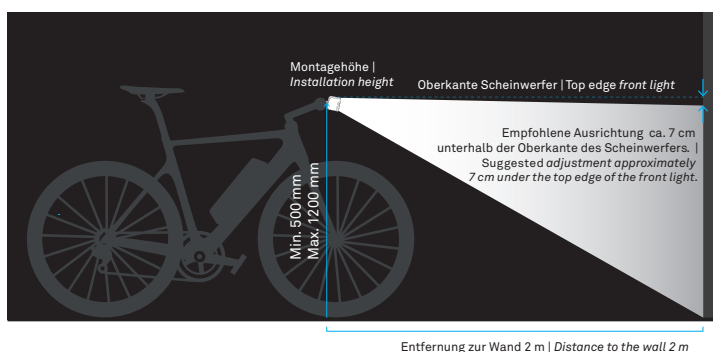 Montagehöhe |
Installation height
Oberkante Scheinwerfer | Top edge front light
Empfohlene Ausrichtung ca. 7 cm
unterhalb der Oberkante des Scheinwerfers. |
Suggested adjustment approximately
7 cm under the top edge of the front light.
Min. 500 mm
Max. 1200 mm
Entfernung zur Wand 2 m | Distance to the wall 2 m